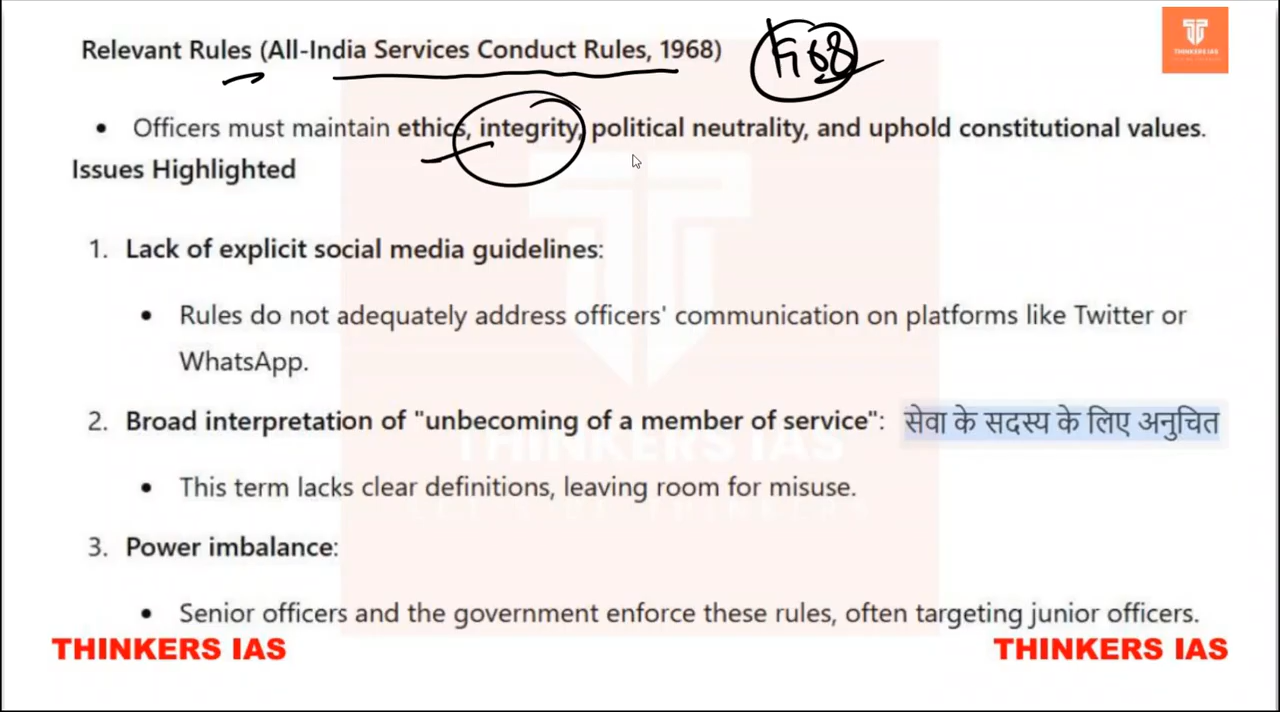 Relevant Rules (All-India Services Conduct Rules, 1968)
1968
THINKERS IAS
• Officers must maintain ethics, integrity, political neutrality, and uphold constitutional values.
Issues Highlighted
1. Lack of explicit social media guidelines:
• Rules do not adequately address officers' communication on platforms like Twitter or
WhatsApp.
2. Broad interpretation of "unbecoming of a member of service": सेवा के सदस्य के लिए अनुचित
THINKERS IAS
• This term lacks clear definitions, leaving room for misuse.
3. Power imbalance:
• Senior officers and the government enforce these rules, often targeting junior officers.
THINKERS IAS
THINKERS IAS